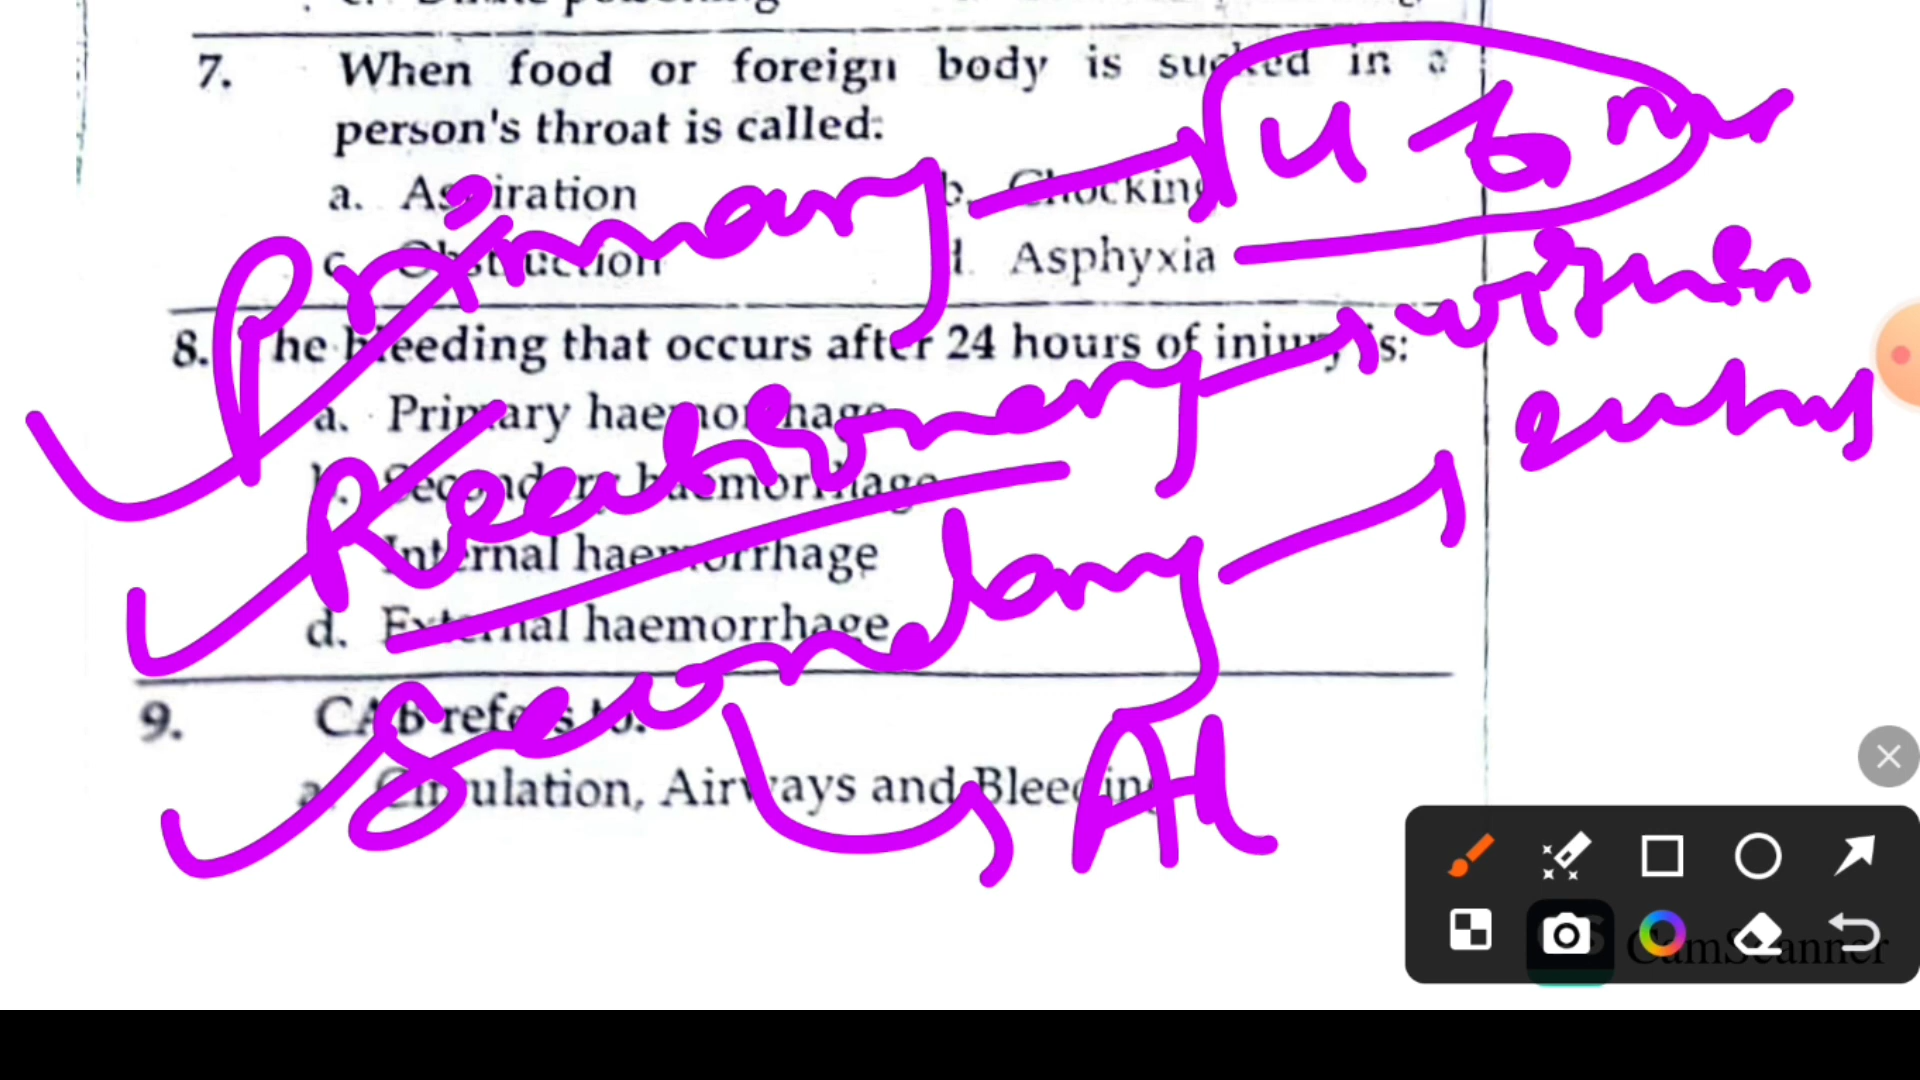 7. When food or foreign body is sucked in a
person's throat is called:
a. Aspiration b. Chocking
c. Obstruction d. Asphyxia
8. The bleeding that occurs after 24 hours of injury is:
a. Primary haemorrhage
b. Secondary haemorrhage
Internal haemorrhage
d. External haemorrhage
9. CAB refers to:
a. Circulation, Airways and Bleeding
Primary
Reactionary
within
Secondary
CamScanner